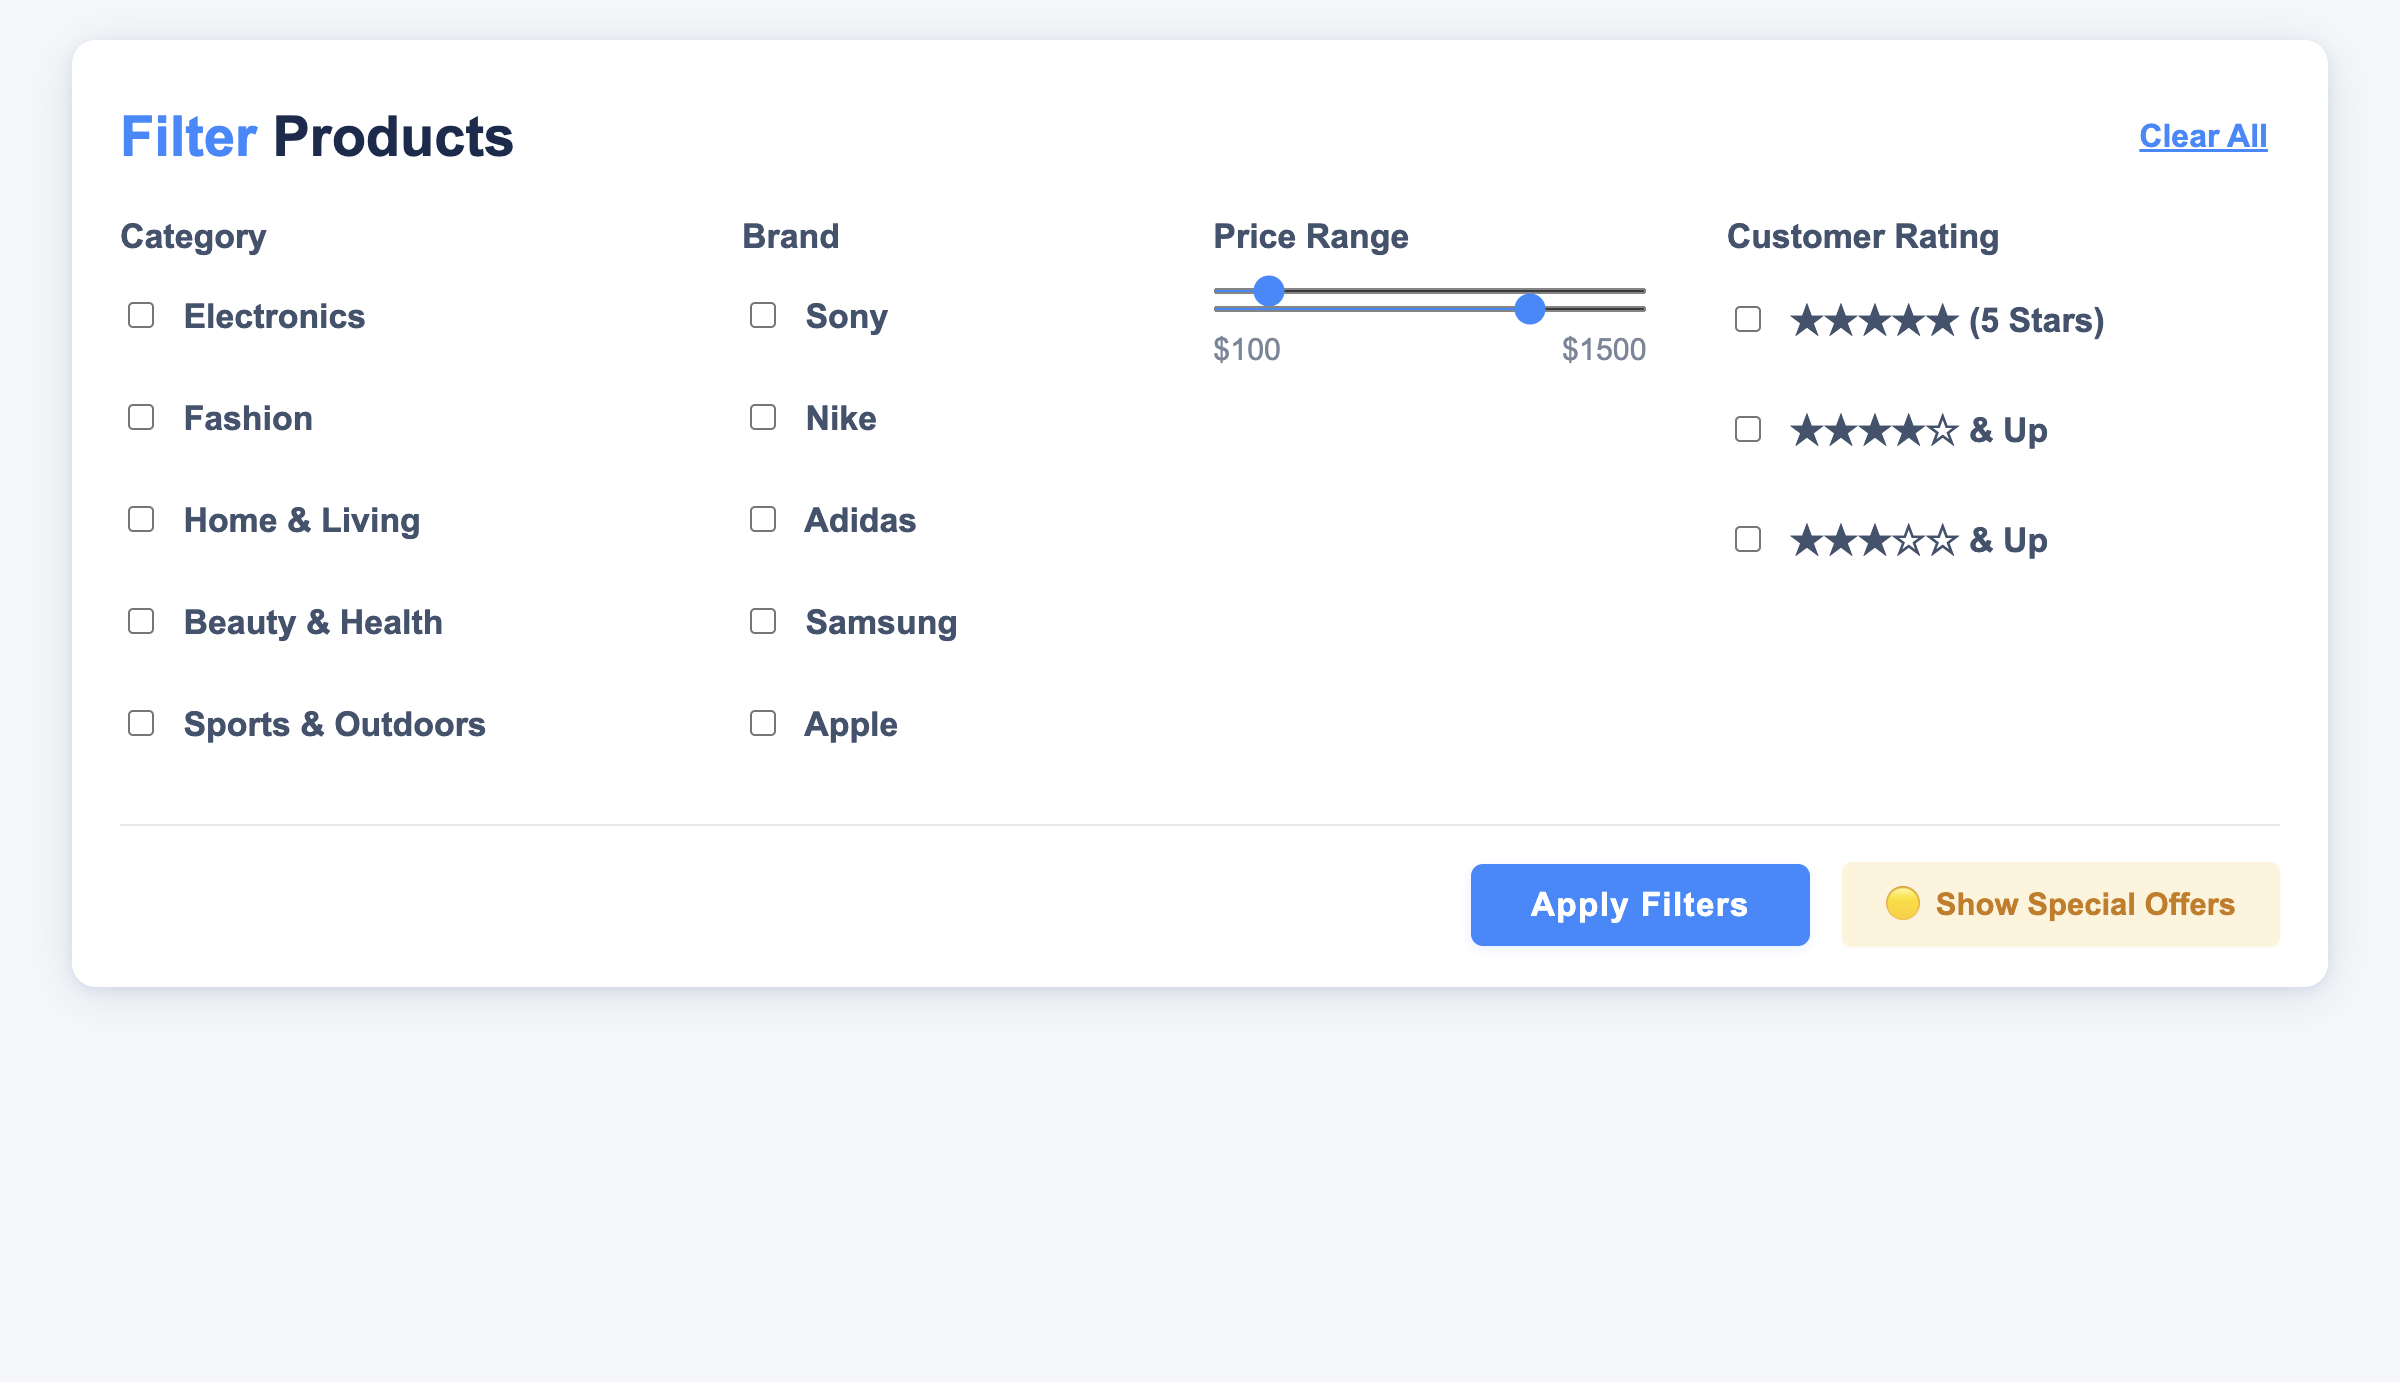 Filter Products
Clear All
Category
Electronics
Fashion
Home & Living
Beauty & Health
Sports & Outdoors
Brand
Sony
Nike
Adidas
Samsung
Apple
Price Range
$100 $1500
Customer Rating
★★★★★ (5 Stars)
★★★★☆ & Up
★★★☆☆ & Up
Apply Filters
Show Special Offers